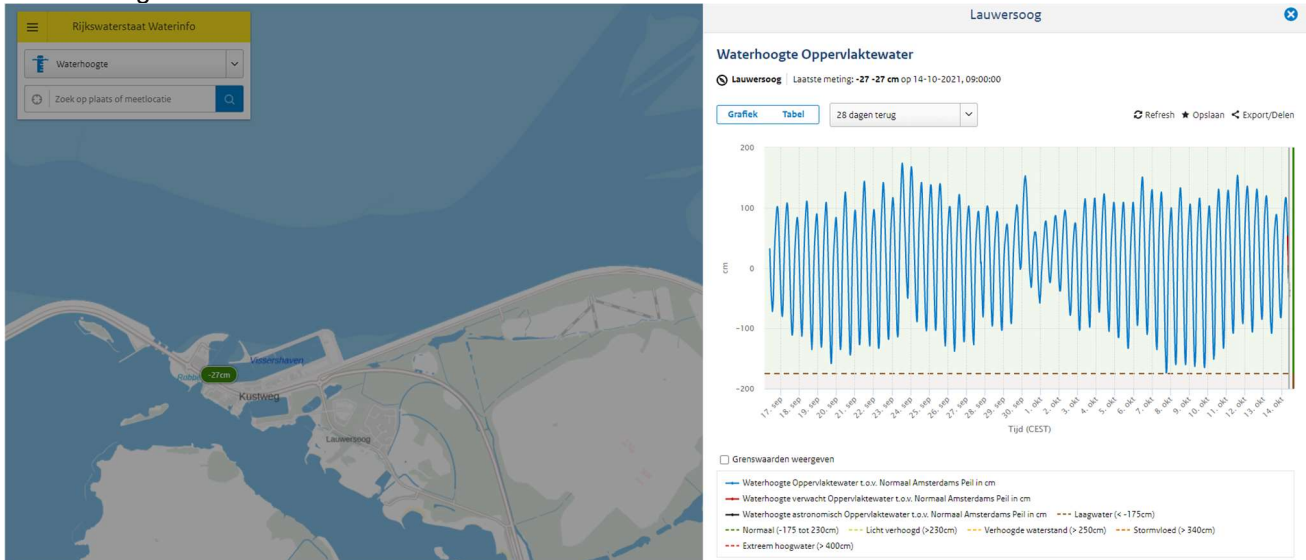 Rijkswaterstaat Waterinfo
Waterhoogte
Zoek op plaats of meetlocatie
Vissershaven
-27cm
Kustweg
Lauwersoog
Lauwersoog
Waterhoogte Oppervlaktewater
Lauwersoog | Laatste meting: -27 -27 cm op 14-10-2021, 09:00:00
Grafiek Tabel 28 dagen terug Refresh Opslaan Export/Delen
200
100
0
-100
-200
cm
17. sep 18. sep 19. sep 20. sep 21. sep 22. sep 23. sep 24. sep 25. sep 26. sep 27. sep 28. sep 29. sep 30. sep 1. okt 2. okt 3. okt 4. okt 5. okt 6. okt 7. okt 8. okt 9. okt 10. okt 11. okt 12. okt 13. okt 14. okt
Tijd (CEST)
Grenswaarden weergeven
Waterhoogte Oppervlaktewater t.o.v. Normaal Amsterdams Peil in cm
Waterhoogte verwacht Oppervlaktewater t.o.v. Normaal Amsterdams Peil in cm
Waterhoogte astronomisch Oppervlaktewater t.o.v. Normaal Amsterdams Peil in cm Laagwater (< -175cm)
Normaal (-175 tot 230cm) Licht verhoogd (>230cm) Verhoogde waterstand (> 250cm) Stormvloed (> 340cm)
Extreem hoogwater (> 400cm)